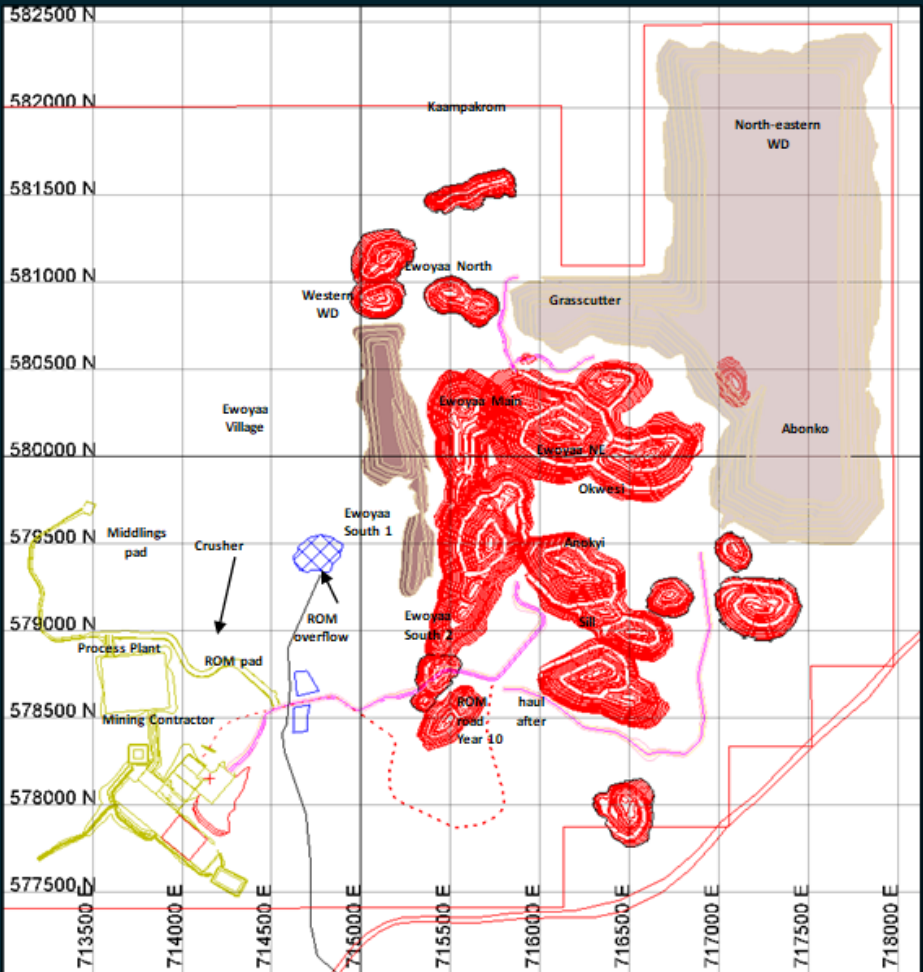 582500 N
582000 N
Kaampakrom
North-eastern
WD
581500 N
581000 N
Ewoyaa North
Western
WD
Grasscutter
580500 N
Ewoyaa Main
Ewoyaa
Village
Abonko
580000 N
Ewoyaa NE
Okwesi
Ewoyaa
South 1
579500 N
Middlings
pad
Crusher
Anokyi
579000 N
ROM
overflow
Ewoyaa
South 2
Sill
Process Plant
ROM pad
578500 N
Mining Contractor
ROM haul
road after
Year 10
578000 N
577500 N
713500
714000 E
714500 E
715000 E
715500 E
716000 E
716500 E
717000 E
717500 E
718000 E